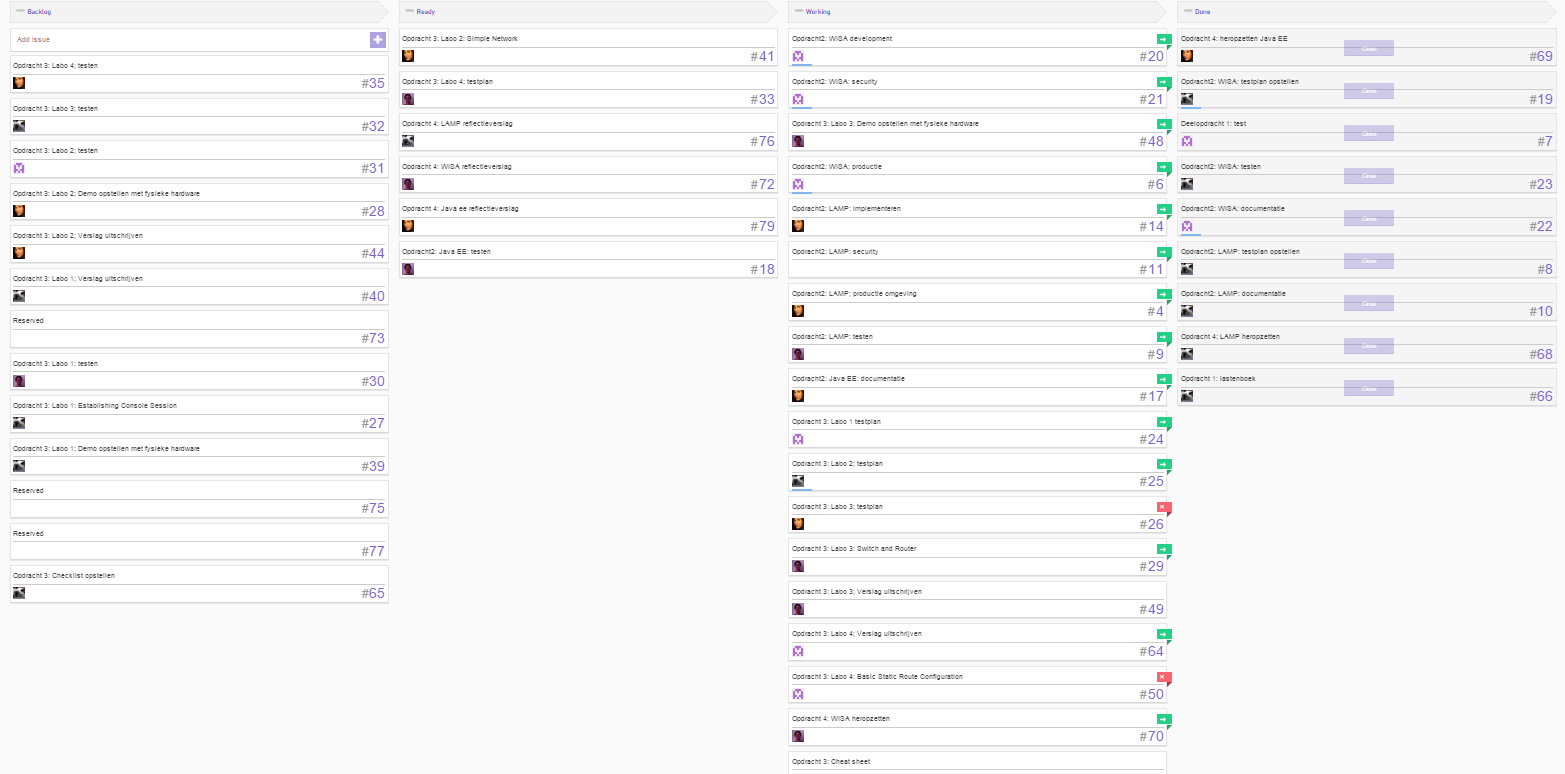 Backlog
Add issue
Opdracht 3: Labo 4; testen
#35
Opdracht 3: Labo 3; testen
#32
Opdracht 3: Labo 2; testen
#31
Opdracht 3: Labo 2; Demo opstellen met fysieke hardware
#28
Opdracht 3: Labo 2; Verslag uitschrijven
#44
Opdracht 3: Labo 1; Verslag uitschrijven
#40
Reserved
#73
Opdracht 3: Labo 1; testen
#30
Opdracht 3: Labo 1: Establishing Console Session
#27
Opdracht 3: Labo 1; Demo opstellen met fysieke hardware
#39
Reserved
#75
Reserved
#77
Opdracht 3: Checklist opstellen
#65
Ready
Opdracht 3: Labo 2: Simple Network
#41
Opdracht 3: Labo 4; testplan
#33
Opdracht 4: LAMP reflectieverslag
#76
Opdracht 4: WISA reflectieverslag
#72
Opdracht 4: Java ee reflectieverslag
#79
Opdracht2: Java EE: testen
#18
Working
Opdracht2: WISA development
#20
Opdracht2: WISA: security
#21
Opdracht 3: Labo 3; Demo opstellen met fysieke hardware
#48
Opdracht2: WISA; productie
#6
Opdracht2: LAMP: Implementeren
#14
Opdracht2: LAMP: security
#11
Opdracht2: LAMP; productie omgeving
#4
Opdracht2: LAMP: testen
#9
Opdracht2: Java EE: documentatie
#17
Opdracht 3: Labo 1 testplan
#24
Opdracht 3: Labo 2; testplan
#25
Opdracht 3: Labo 3; testplan
#26
Opdracht 3: Labo 3: Switch and Router
#29
Opdracht 3: Labo 3; Verslag uitschrijven
#49
Opdracht 3: Labo 4; Verslag uitschrijven
#64
Opdracht 3: Labo 4: Basic Static Route Configuration
#50
Opdracht 4: WISA heropzetten
#70
Opdracht 3: Cheat sheet
Done
Opdracht 4: heropzetten Java EE
Close
#69
Opdracht2: WISA: testplan opstellen
Close
#19
Deelopdracht 1: test
Close
#7
Opdracht2: WISA: testen
Close
#23
Opdracht2: WISA: documentatie
Close
#22
Opdracht2: LAMP: testplan opstellen
Close
#8
Opdracht2: LAMP: documentatie
Close
#10
Opdracht 4: LAMP heropzetten
Close
#68
Opdracht 1: lastenboek
Close
#66